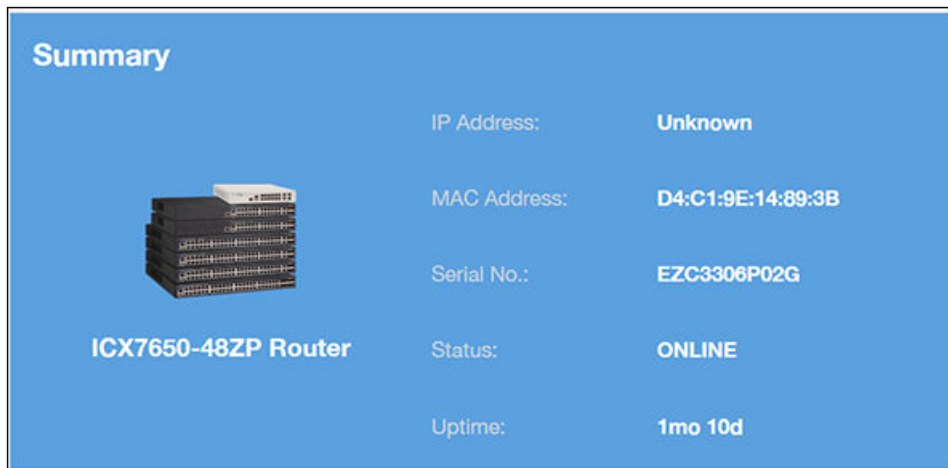 Summary
IP Address: Unknown
MAC Address: D4:C1:9E:14:89:3B
Serial No.: EZC3306P02G
ICX7650-48ZP Router
Status: ONLINE
Uptime: 1mo 10d